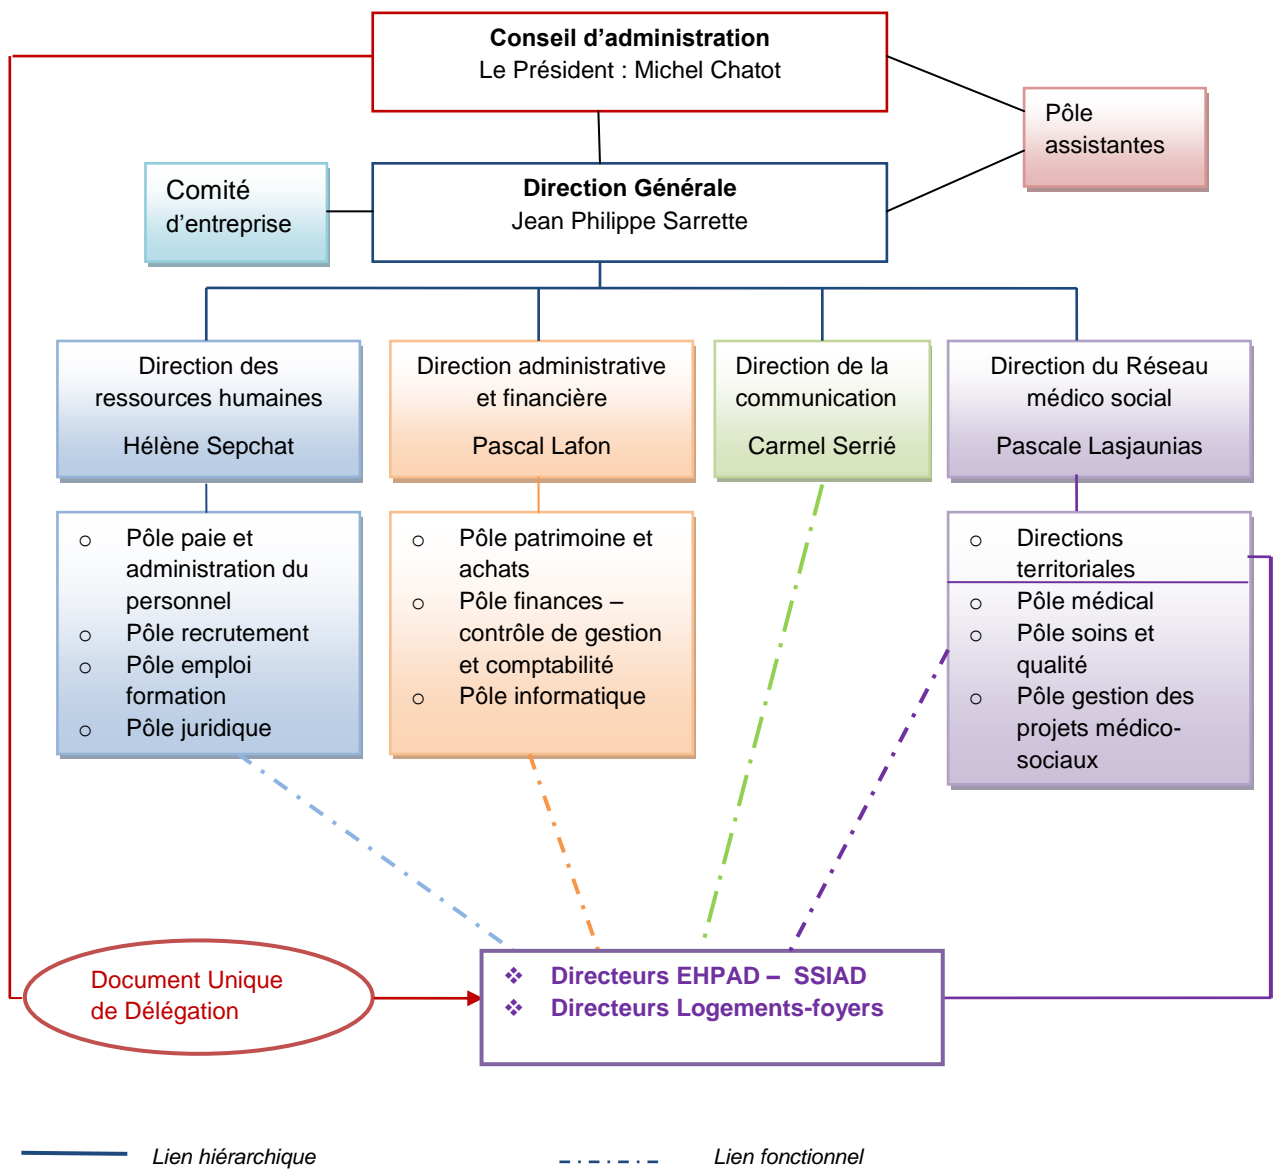 Conseil d'administration
Le Président : Michel Chatot
Pôle
assistantes
Comité
d'entreprise
Direction Générale
Jean Philippe Sarrette
Direction des
ressources humaines
Hélène Sepchat
Direction administrative
et financière
Pascal Lafon
Direction de la
communication
Carmel Serrié
Direction du Réseau
médico social
Pascale Lasjaunias
o Pôle paie et
administration du
personnel
o Pôle recrutement
o Pôle emploi
formation
o Pôle juridique
o Pôle patrimoine et
achats
o Pôle finances –
contrôle de gestion
et comptabilité
o Pôle informatique
o Directions
territoriales
o Pôle médical
o Pôle soins et
qualité
o Pôle gestion des
projets médico-
sociaux
Document Unique
de Délégation
❖ Directeurs EHPAD – SSIAD
❖ Directeurs Logements-foyers
Lien hiérarchique
Lien fonctionnel